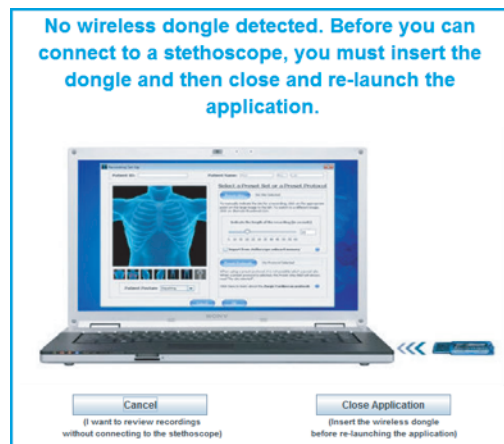 No wireless dongle detected. Before you can
connect to a stethoscope, you must insert the
dongle and then close and re-launch the
application.
Patient ID:
Patient Name:
Select a Preset Set or a Preset Protocol
Patient Posture:
SONY
Cancel
Close Application
(I want to review recordings
without connecting to the stethoscope)
(Insert the wireless dongle
before re-launching the application)